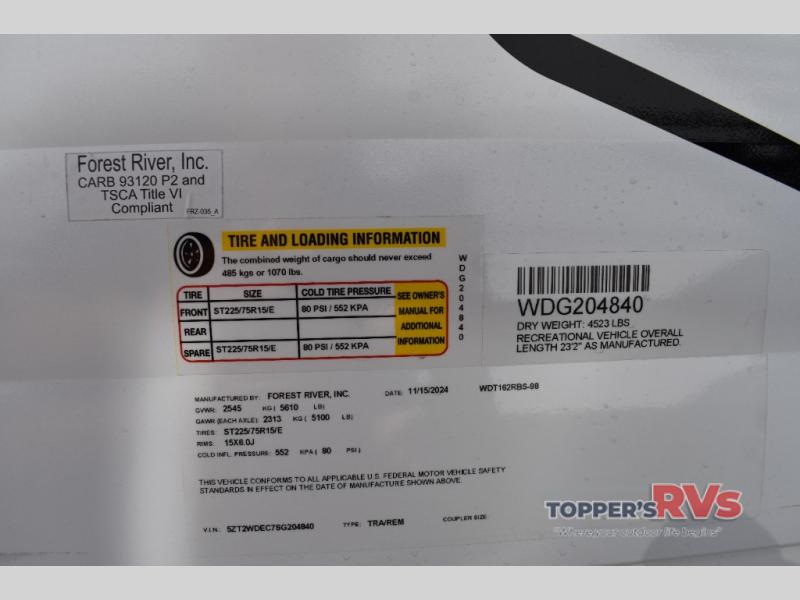 Forest River, Inc.
CARB 93120 P2 and
TSCA Title VI
Compliant
FRZ-035_A
TIRE AND LOADING INFORMATION
The combined weight of cargo should never exceed
485 kgs or 1070 lbs.
TIRE SIZE COLD TIRE PRESSURE SEE OWNER'S
FRONT ST225/75R15/E 80 PSI / 552 KPA MANUAL FOR
REAR ADDITIONAL
SPARE ST225/75R15/E 80 PSI / 552 KPA INFORMATION
WDG204840
WDG204840
DRY WEIGHT: 4523 LBS
RECREATIONAL VEHICLE OVERALL
LENGTH 23'2" AS MANUFACTURED.
MANUFACTURED BY: FOREST RIVER, INC. DATE: 11/15/2024 WDT162RBS-98
GVWR: 2545 KG ( 5610 LB)
GAWR (EACH AXLE): 2313 KG ( 5100 LB)
TIRES: ST225/75R15/E
RIMS: 15X6.0J
COLD INFL. PRESSURE: 552 KPA ( 80 PSI)
THIS VEHICLE CONFORMS TO ALL APPLICABLE U.S. FEDERAL MOTOR VEHICLE SAFETY
STANDARDS IN EFFECT ON THE DATE OF MANUFACTURE SHOWN ABOVE.
V.I.N.: 5ZT2WDEC7SG204840 TYPE: TRA/REM COUPLER SIZE:
TOPPER'S RVs
"Where your outdoor life begins"